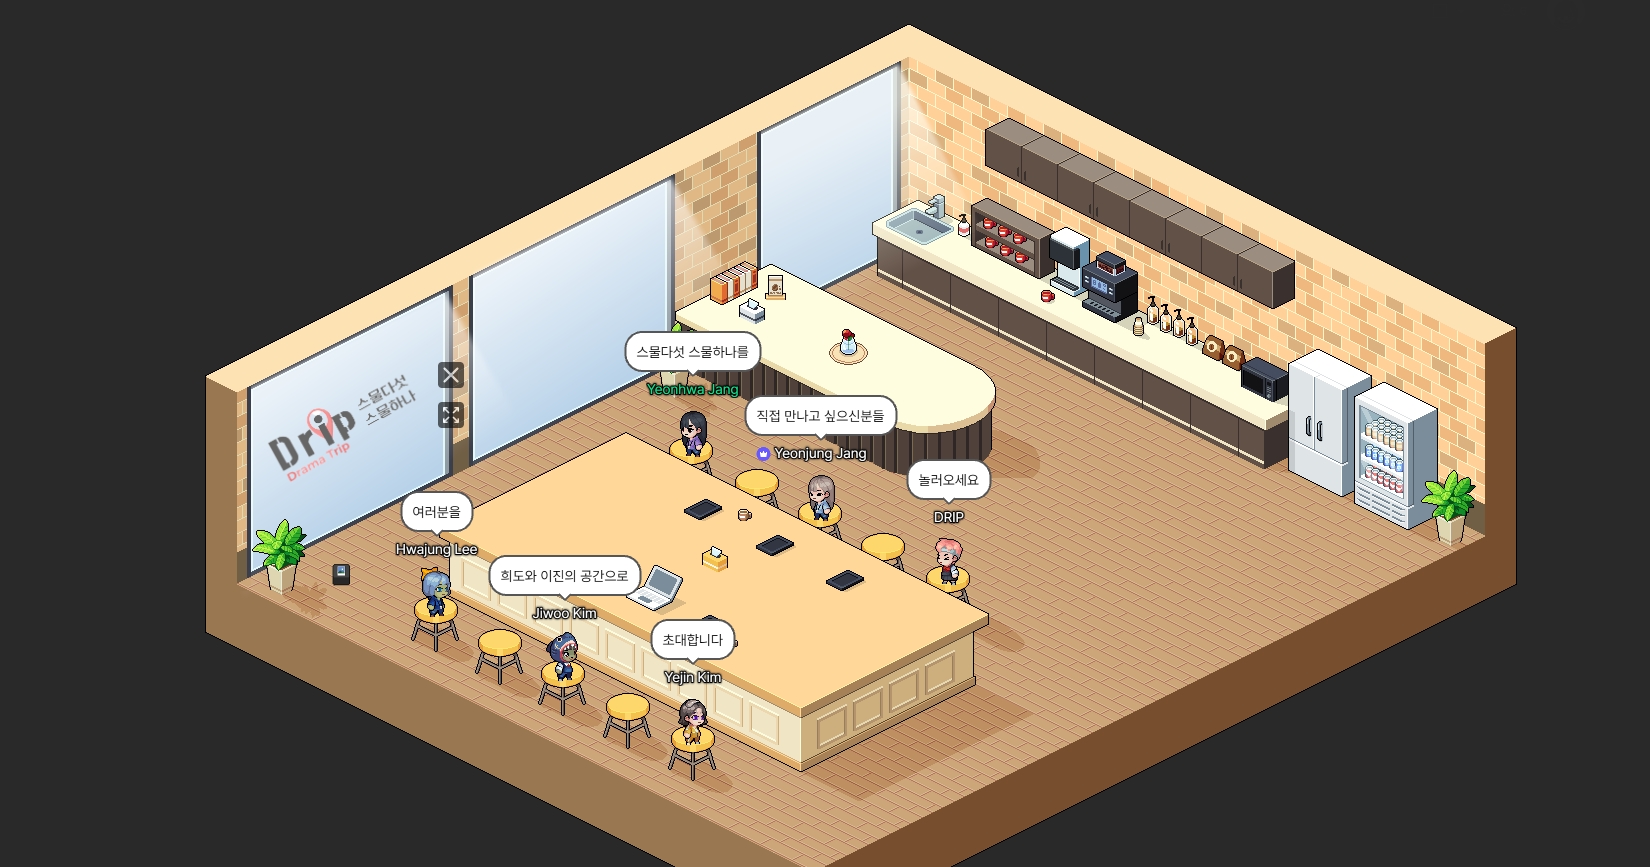 Drip
Drama Trip
스물다섯
스물하나
스물다섯 스물하나를
Yeonhwa Jang
직접 만나고 싶으신분들
Yeonjung Jang
놀러오세요
DRIP
여러분을
Hwajung Lee
희도와 이진의 공간으로
Jiwoo Kim
초대합니다
Yejin Kim